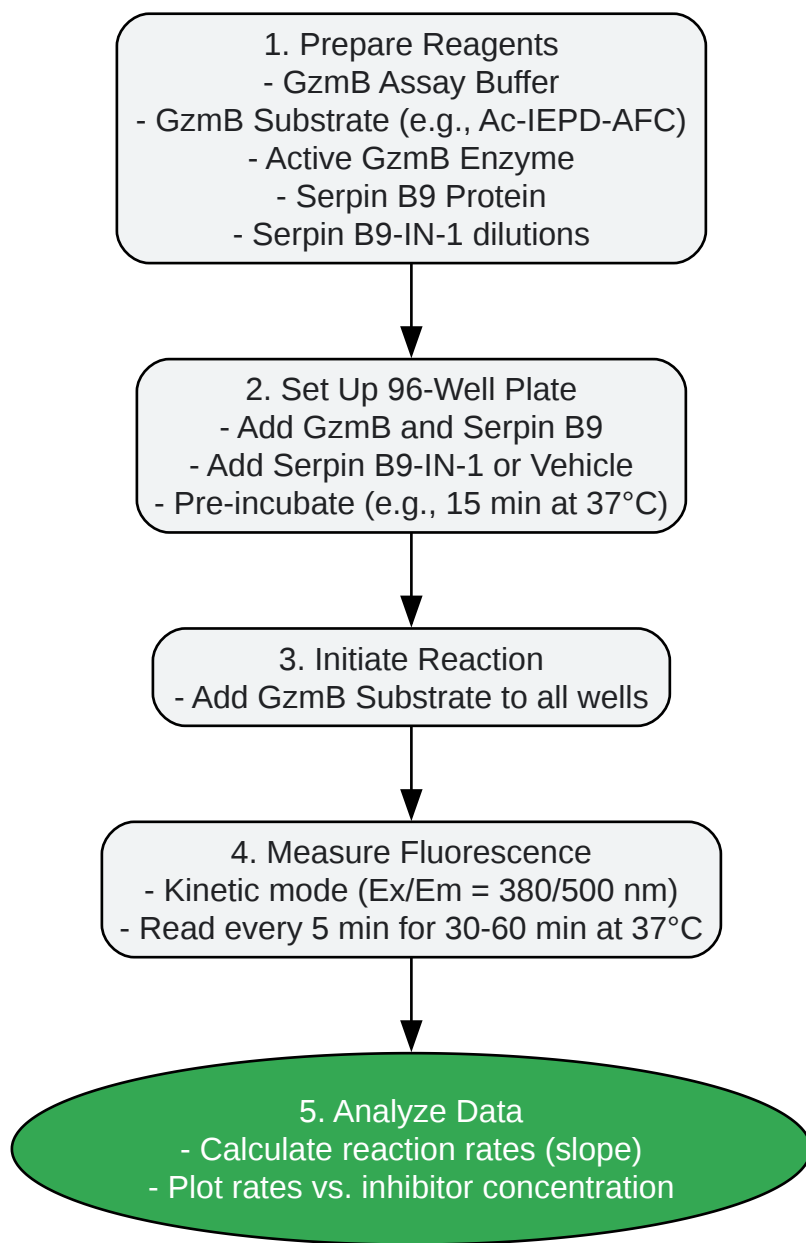 1. Prepare Reagents
- GzmB Assay Buffer
- GzmB Substrate (e.g., Ac-IEPD-AFC)
- Active GzmB Enzyme
- Serpin B9 Protein
- Serpin B9-IN-1 dilutions
2. Set Up 96-Well Plate
- Add GzmB and Serpin B9
- Add Serpin B9-IN-1 or Vehicle
- Pre-incubate (e.g., 15 min at 37°C)
3. Initiate Reaction
- Add GzmB Substrate to all wells
4. Measure Fluorescence
- Kinetic mode (Ex/Em = 380/500 nm)
- Read every 5 min for 30-60 min at 37°C
5. Analyze Data
- Calculate reaction rates (slope)
- Plot rates vs. inhibitor concentration